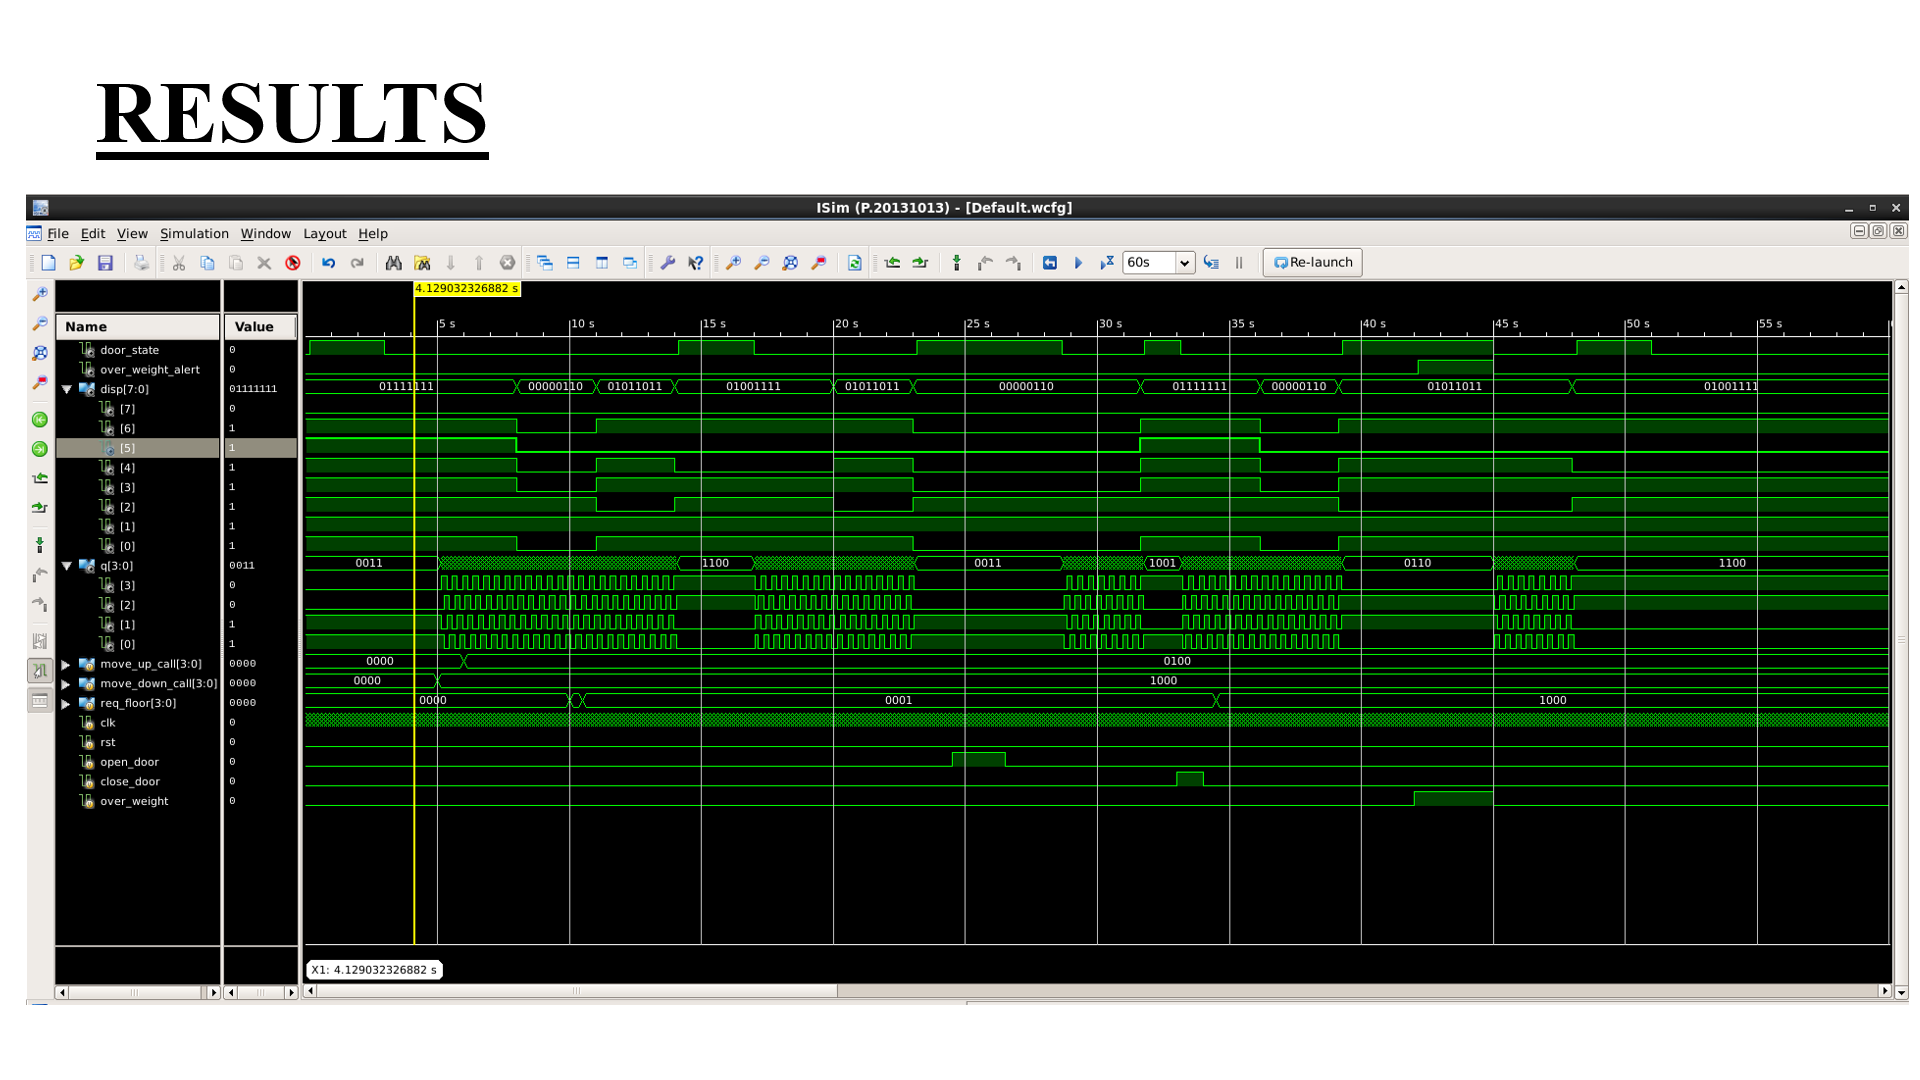 RESULTS
ISim (P.20131013) - [Default.wcfg]
File Edit View Simulation Window Layout Help
60s Re-launch
4.129032326882 s
Name Value
5 s 10 s 15 s 20 s 25 s 30 s 35 s 40 s 45 s 50 s 55 s
door_state 0
over_weight_alert 0
disp[7:0] 01111111 01111111 00000110 01011011 01001111 01011011 00000110 01111111 00000110 01011011 01001111
[7] 0
[6] 1
[5] 1
[4] 1
[3] 1
[2] 1
[1] 1
[0] 1
q[3:0] 0011 0011 1100 0011 1001 0110 1100
[3] 0
[2] 0
[1] 1
[0] 1
move_up_call[3:0] 0000 0000 0100
move_down_call[3:0] 0000 0000 1000
req_floor[3:0] 0000 0000 0001 1000
clk 0
rst 0
open_door 0
close_door 0
over_weight 0
X1: 4.129032326882 s